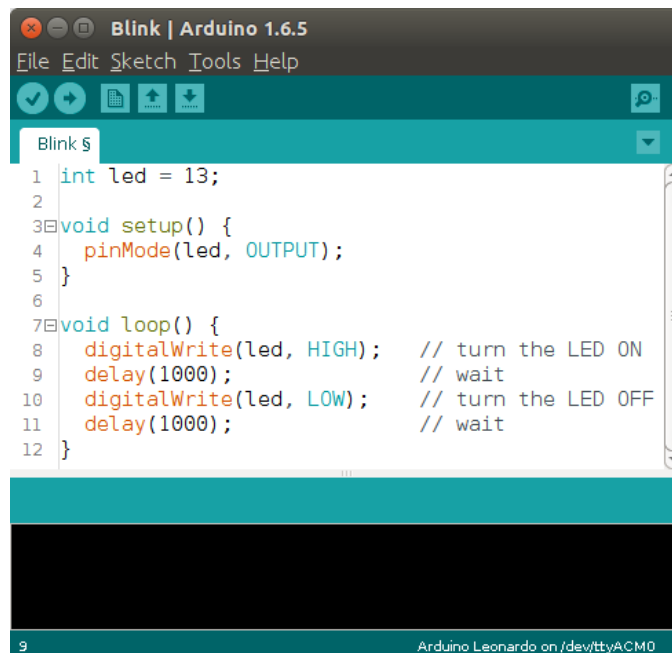 Blink | Arduino 1.6.5
File Edit Sketch Tools Help
Blink §
1 int led = 13;
2
3 void setup() {
4   pinMode(led, OUTPUT);
5 }
6
7 void loop() {
8   digitalWrite(led, HIGH);   // turn the LED ON
9   delay(1000);               // wait
10   digitalWrite(led, LOW);    // turn the LED OFF
11   delay(1000);               // wait
12 }
9 Arduino Leonardo on /dev/ttyACM0